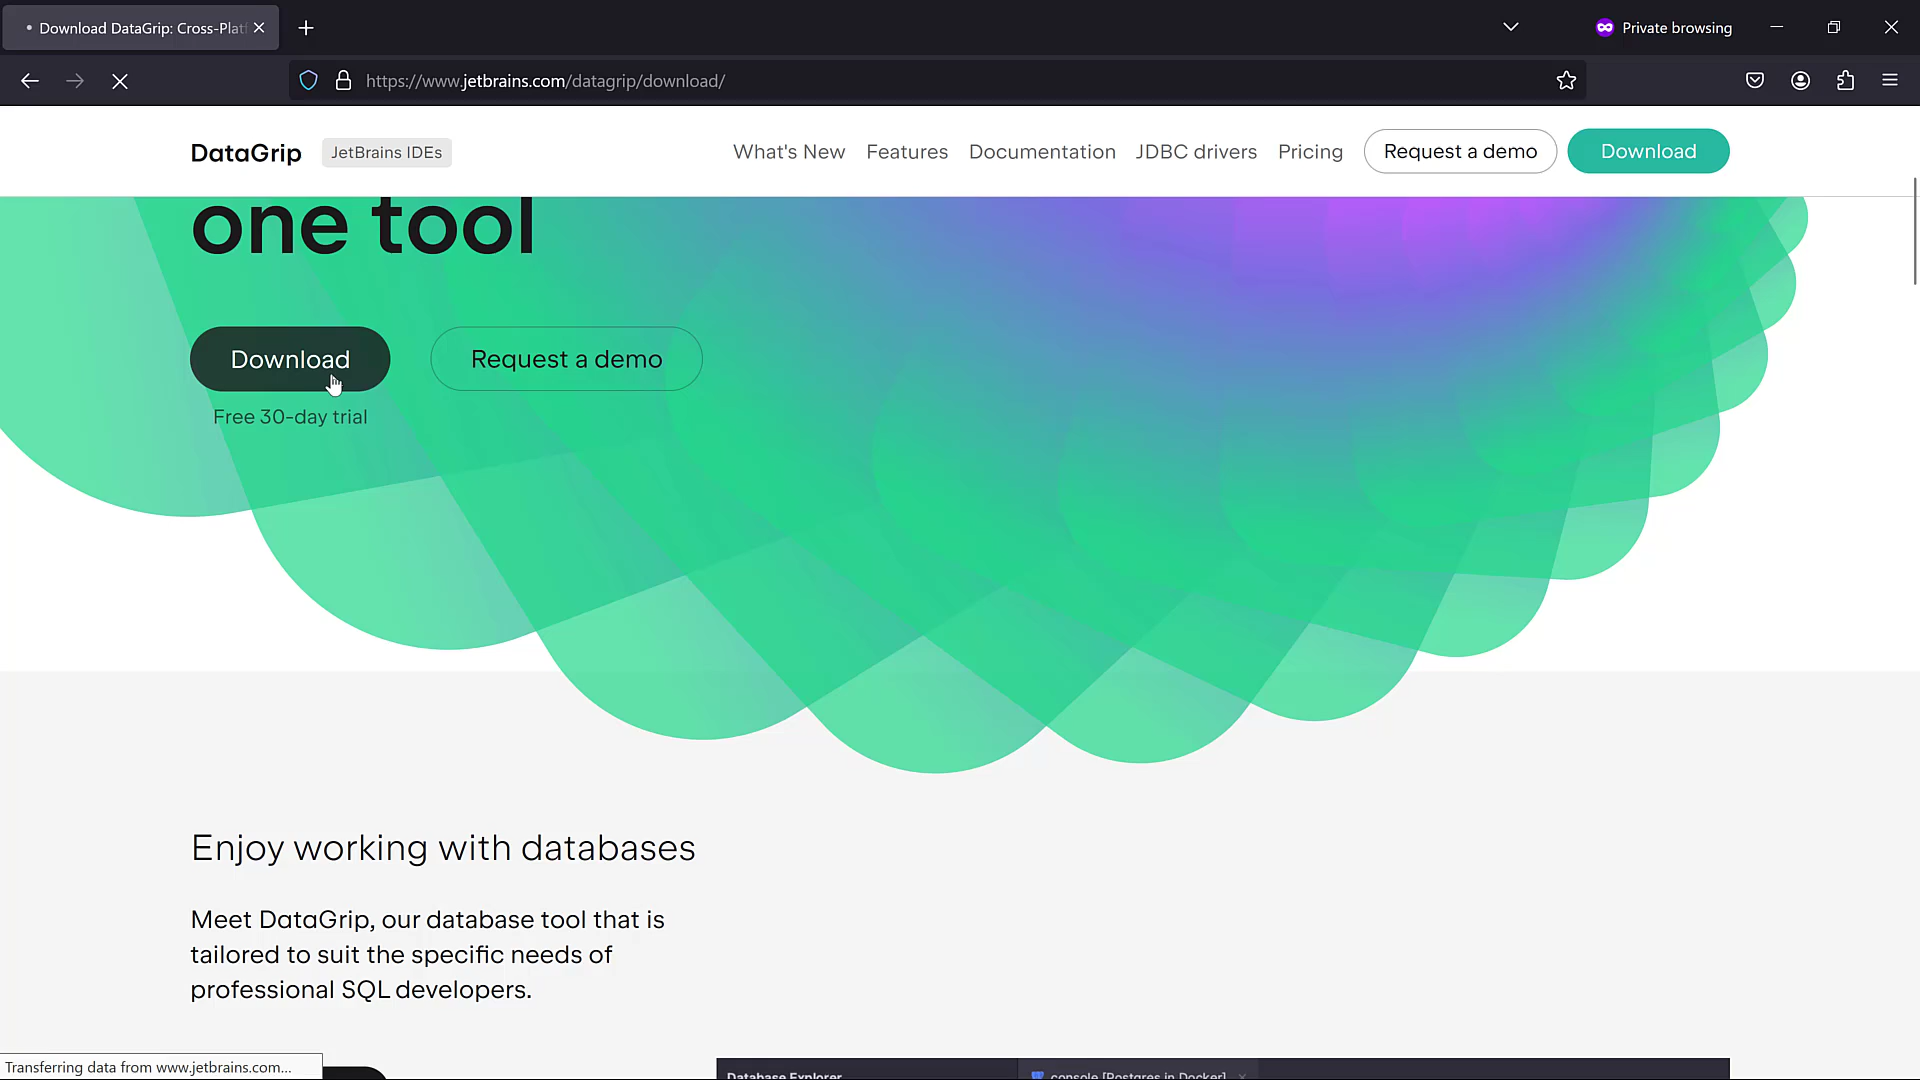 Download DataGrip: Cross-Plat
Private browsing
https://www.jetbrains.com/datagrip/download/
DataGrip
JetBrains IDEs
What's New
Features
Documentation
JDBC drivers
Pricing
Request a demo
Download
one tool
Download
Request a demo
Free 30-day trial
Enjoy working with databases
Meet DataGrip, our database tool that is
tailored to suit the specific needs of
professional SQL developers.
Transferring data from www.jetbrains.com...
Database Explorer
console [Postgres in Docker]